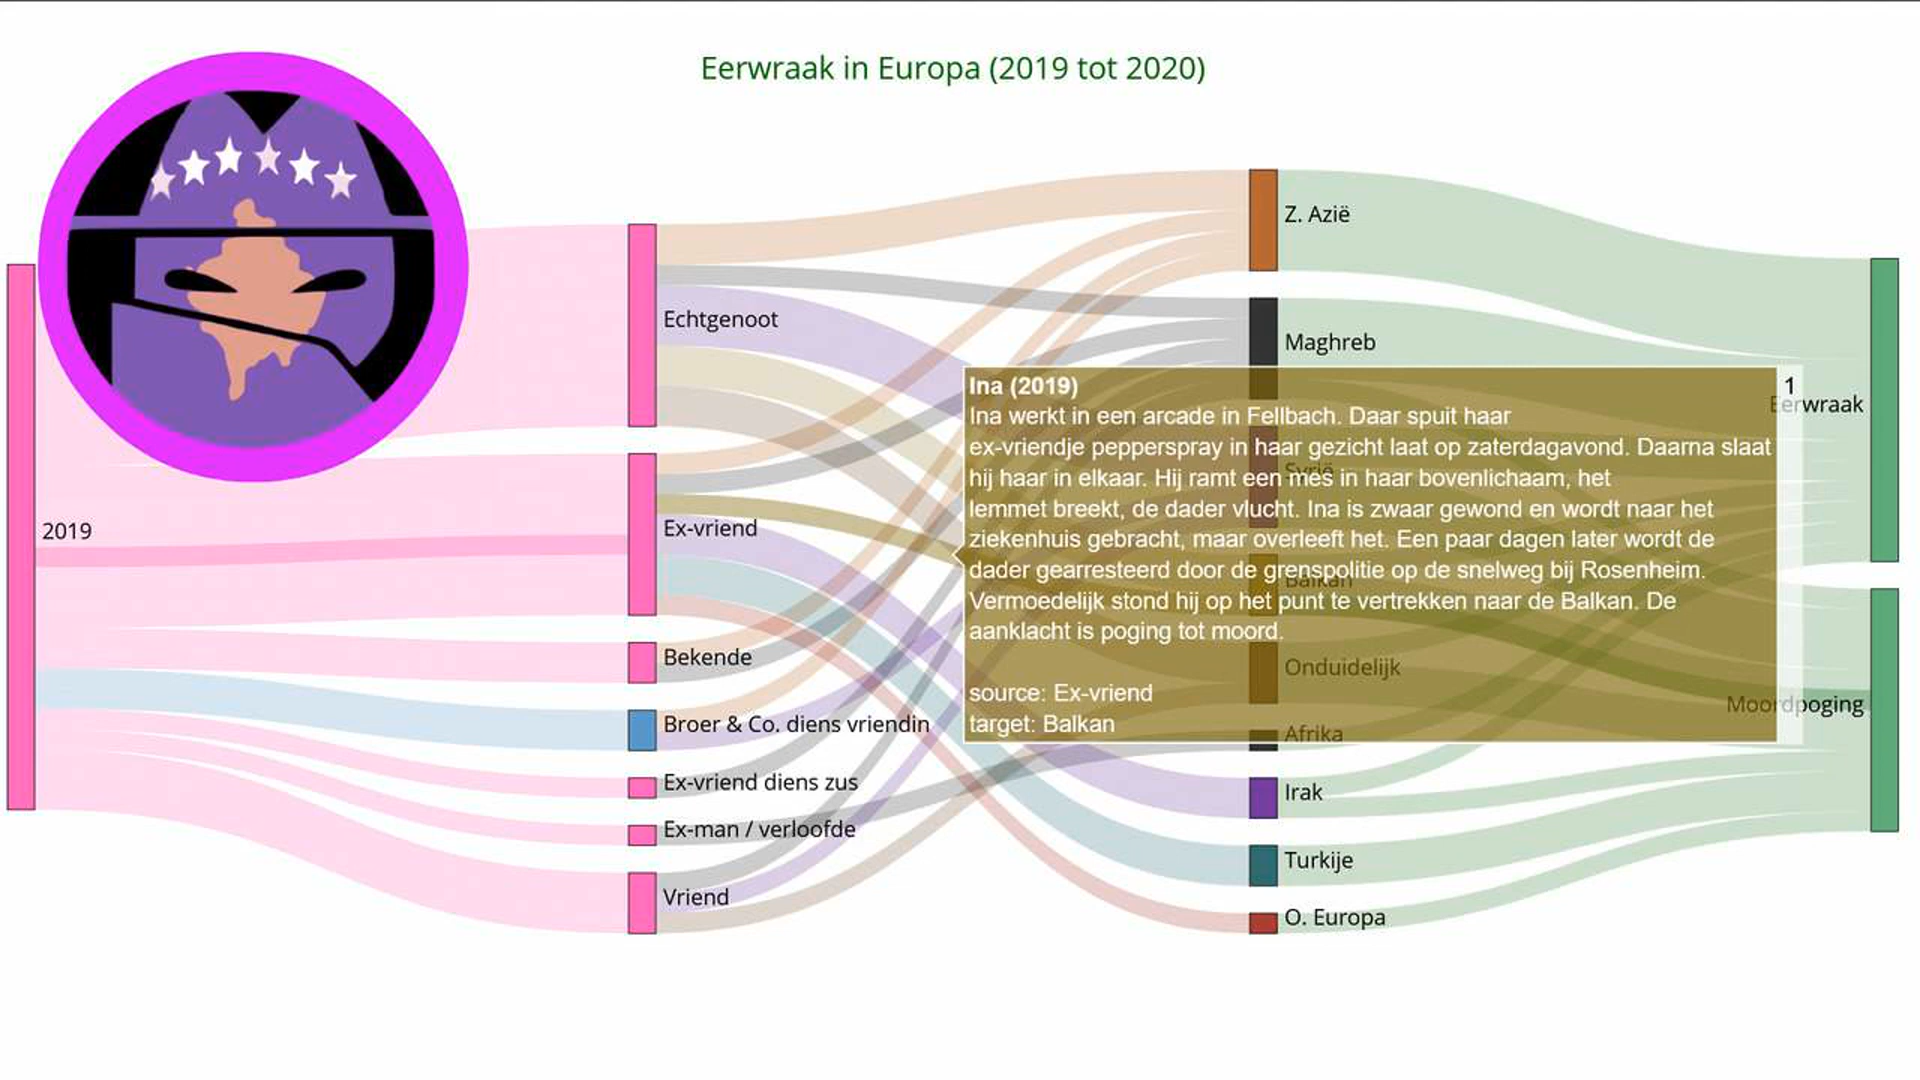 Eerwraak in Europa (2019 tot 2020)
2019
Echtgenoot
Ex-vriend
Bekende
Broer & Co. diens vriendin
Ex-vriend diens zus
Ex-man / verloofde
Vriend
Z. Azië
Maghreb
Syrië
Balkan
Onduidelijk
Afrika
Irak
Turkije
O. Europa
Ina (2019)
Ina werkt in een arcade in Fellbach. Daar spuit haar
ex-vriendje pepperspray in haar gezicht laat op zaterdagavond. Daarna slaat
hij haar in elkaar. Hij ramt een mes in haar bovenlichaam, het
lemmet breekt, de dader vlucht. Ina is zwaar gewond en wordt naar het
ziekenhuis gebracht, maar overleeft het. Een paar dagen later wordt de
dader gearresteerd door de grenspolitie op de snelweg bij Rosenheim.
Vermoedelijk stond hij op het punt te vertrekken naar de Balkan. De
aanklacht is poging tot moord.
source: Ex-vriend
target: Balkan
1
Eerwraak
Moordpoging